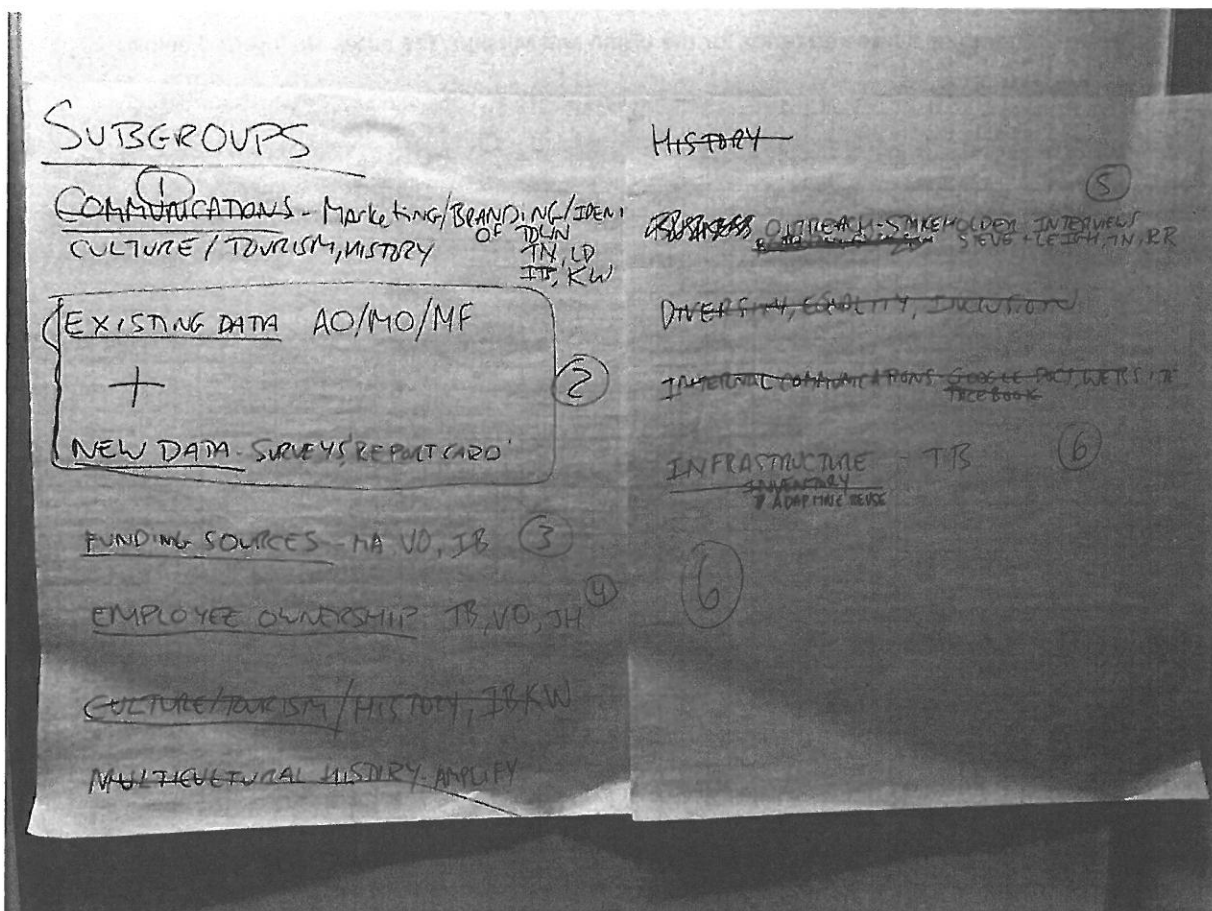 SUBGROUPS
①
COMMUNICATIONS - Marketing/BRANDING/IDENT
OF TOWN
CULTURE / TOURISM, HISTORY TN, LD
IB, KW
EXISTING DATA AO/MO/MF
+
②
NEW DATA - SURVEYS 'REPORT CARD'
FUNDING SOURCES - MA VO, IB ③
EMPLOYEE OWNERSHIP TB, VO, JH ④
CULTURE/TOURISM/HISTORY, IB KW
MULTICULTURAL HISTORY - AMPLIFY
HISTORY
⑤
BUSINESS OUTREACH - STAKEHOLDER INTERVIEWS
STEVE + LEIGH, TN, RR
DIVERSITY, EQUALITY, INCLUSION
INTERNAL COMMUNICATIONS GOOGLE DOCS, WEBSITE
FACEBOOK
INFRASTRUCTURE - TB ⑥
INVENTORY
ADAPTIVE REUSE
⑥